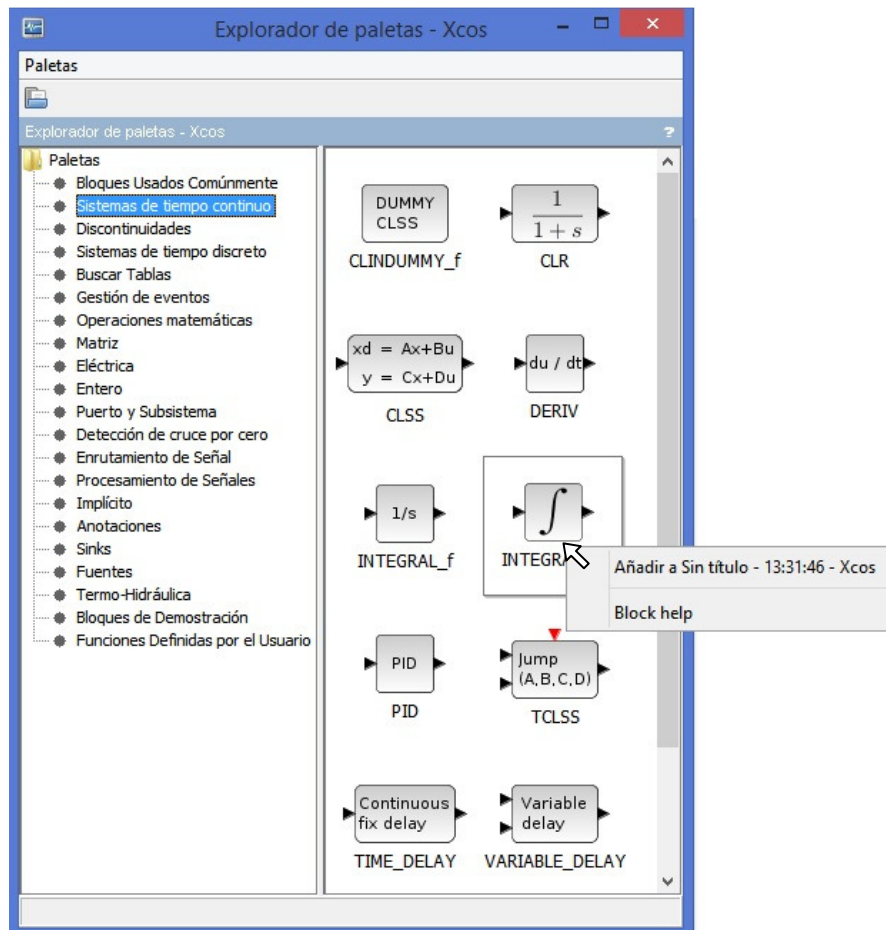 Explorador de paletas - Xcos
Paletas
Explorador de paletas - Xcos ?
Paletas
Bloques Usados Comúnmente
Sistemas de tiempo continuo
Discontinuidades
Sistemas de tiempo discreto
Buscar Tablas
Gestión de eventos
Operaciones matemáticas
Matriz
Eléctrica
Entero
Puerto y Subsistema
Detección de cruce por cero
Enrutamiento de Señal
Procesamiento de Señales
Implícito
Anotaciones
Sinks
Fuentes
Termo-Hidráulica
Bloques de Demostración
Funciones Definidas por el Usuario
DUMMY
CLSS
CLINDUMMY_f
1
1 + s
CLR
xd = Ax+Bu
y = Cx+Du
CLSS
du / dt
DERIV
1/s
INTEGRAL_f
∫
INTEGRA
Añadir a Sin título - 13:31:46 - Xcos
Block help
PID
PID
Jump
(A,B,C,D)
TCLSS
Continuous
fix delay
TIME_DELAY
Variable
delay
VARIABLE_DELAY